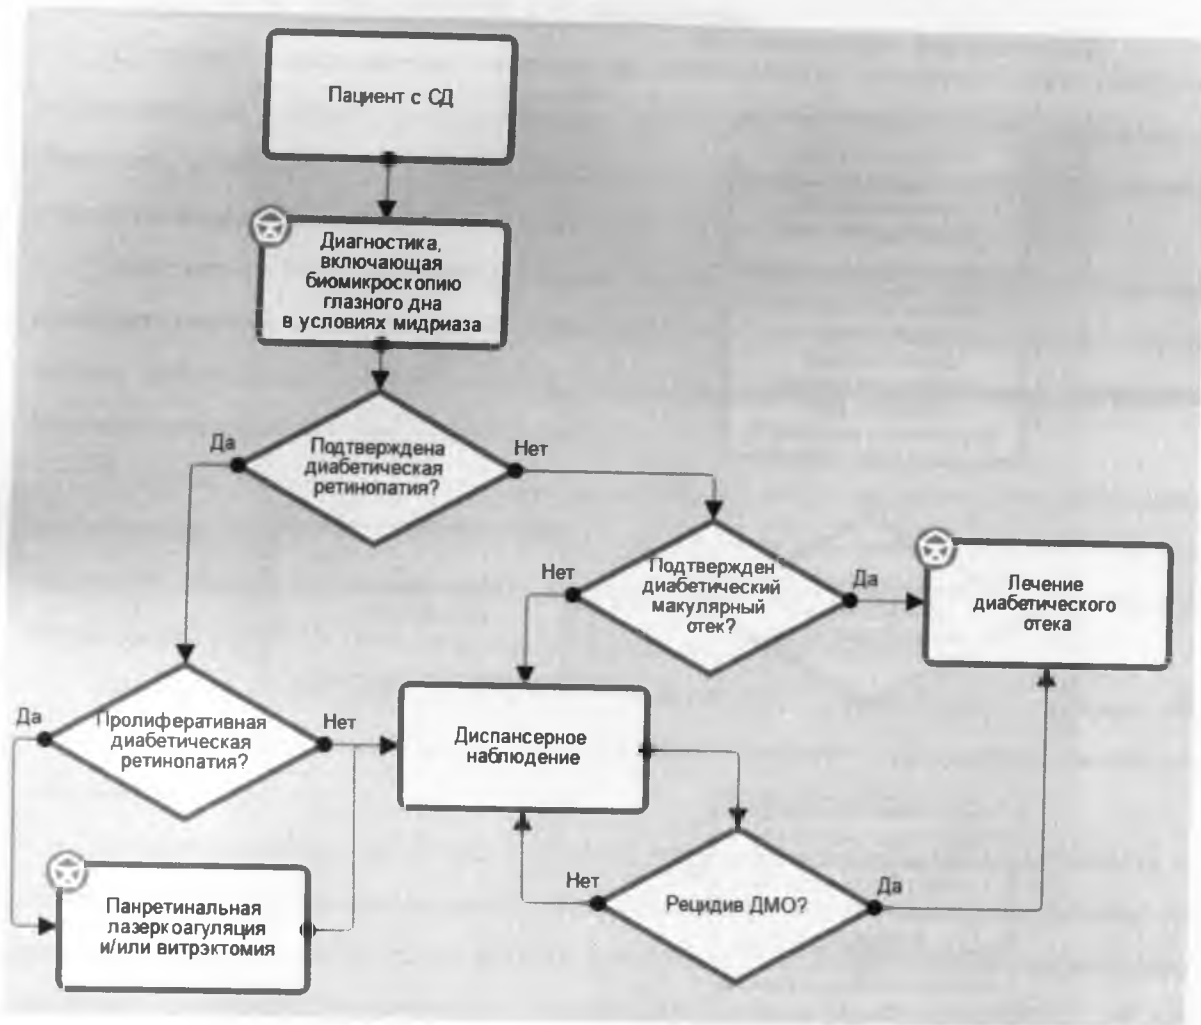 Пациент с СД
Диагностика,
включающая
биомикроскопию
глазного дна
в условиях мидриаза
Да
Подтверждена
диабетическая
ретинопатия?
Нет
Нет
Подтвержден
диабетический
макулярный
отек?
Да
Лечение
диабетического
отека
Да
Пролиферативная
диабетическая
ретинопатия?
Нет
Диспансерное
наблюдение
Нет
Рецидив ДМО?
Да
Панретинальная
лазеркоагуляция
и/или витрэктомия